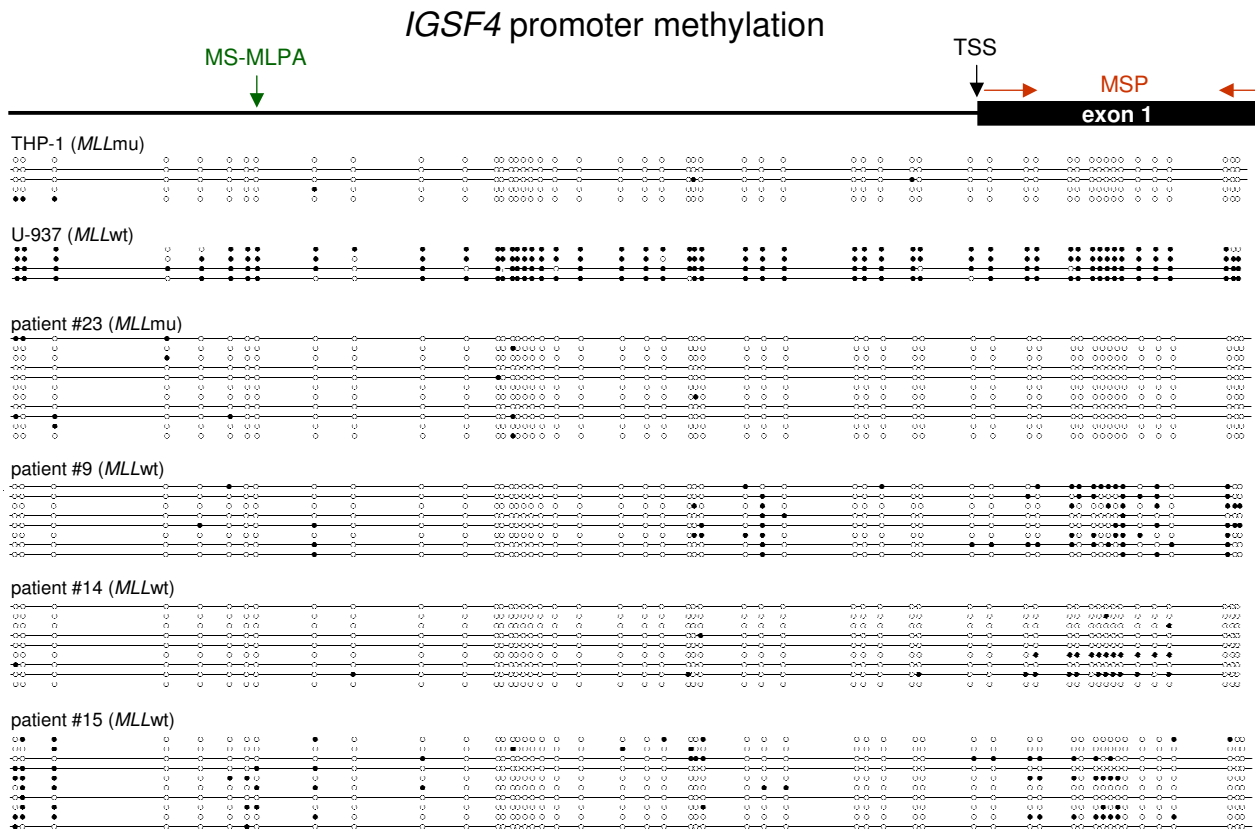 IGSF4 promoter methylation
MS-MLPA
TSS
MSP
exon 1
THP-1 (MLLmu)
U-937 (MLLwt)
patient #23 (MLLmu)
patient #9 (MLLwt)
patient #14 (MLLwt)
patient #15 (MLLwt)